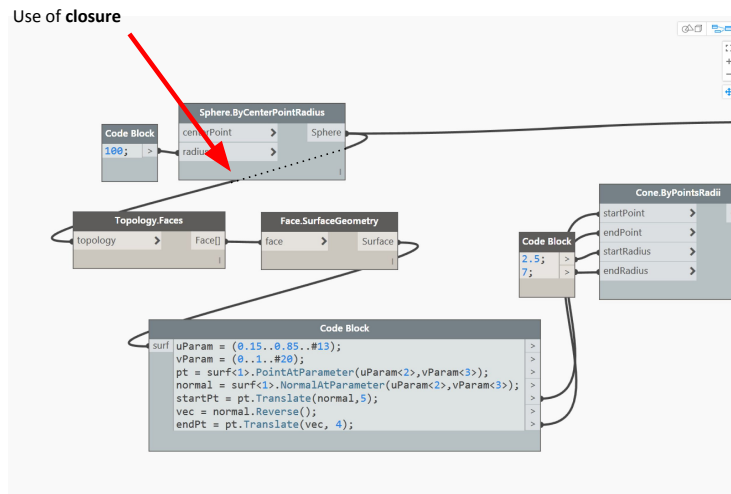 Use of closure
Sphere.ByCenterPointRadius
centerPoint > Sphere
radius >
l
Code Block
100; >
Topology.Faces
topology > Face[]
l
Face.SurfaceGeometry
face > Surface
l
Cone.ByPointsRadii
startPoint >
endPoint >
startRadius >
endRadius >
Code Block
2.5; >
7; >
Code Block
surf uParam = (0.15..0.85..#13); >
vParam = (0..1..#20); >
pt = surf<1>.PointAtParameter(uParam<2>,vParam<3>); >
normal = surf<1>.NormalAtParameter(uParam<2>,vParam<3>); >
startPt = pt.Translate(normal,5); >
vec = normal.Reverse(); >
endPt = pt.Translate(vec, 4); >